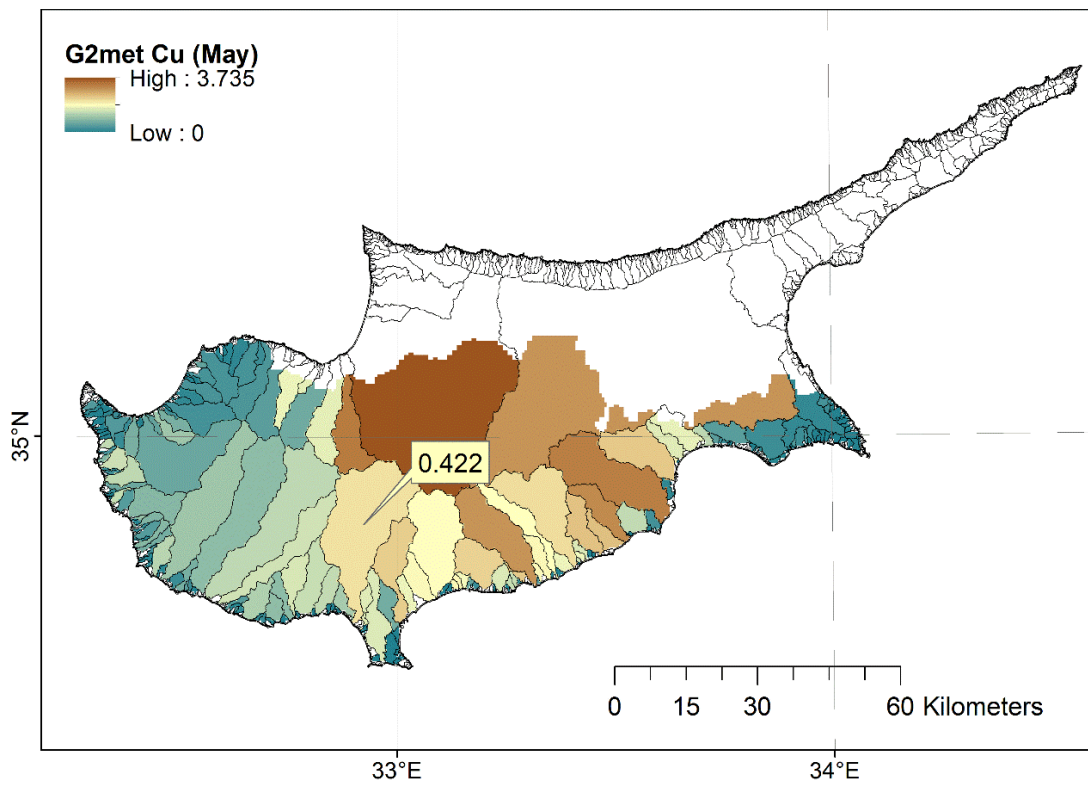 G2met Cu (May)
High : 3.735
Low : 0
35°N
0.422
0 15 30 60 Kilometers
33°E 34°E